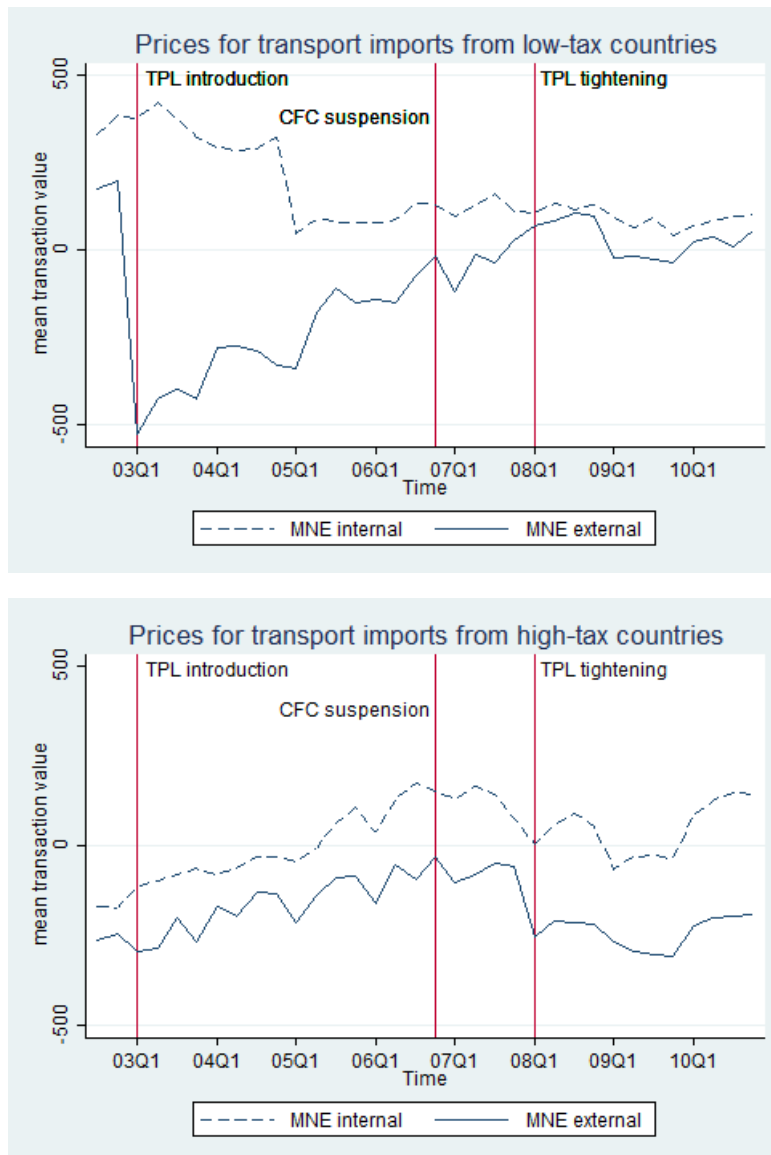 Prices for transport imports from low-tax countries
TPL introduction
TPL tightening
CFC suspension
mean transaction value
500
0
-500
03Q1 04Q1 05Q1 06Q1 07Q1 08Q1 09Q1 10Q1
Time
MNE internal MNE external
Prices for transport imports from high-tax countries
TPL introduction
TPL tightening
CFC suspension
mean transaction value
500
0
-500
03Q1 04Q1 05Q1 06Q1 07Q1 08Q1 09Q1 10Q1
Time
MNE internal MNE external